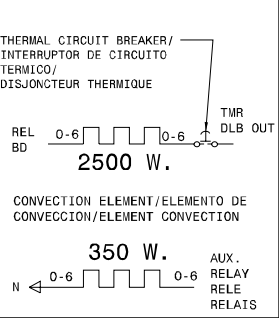 THERMAL CIRCUIT BREAKER/
INTERRUPTOR DE CIRCUITO
TERMICO/
DISJONCTEUR THERMIQUE
TMR
DLB OUT
REL
BD
0-6
0-6
2500 W.
CONVECTION ELEMENT/ELEMENTO DE
CONVECCION/ELEMENT CONVECTION
350 W.
N
0-6
0-6
AUX.
RELAY
RELE
RELAIS